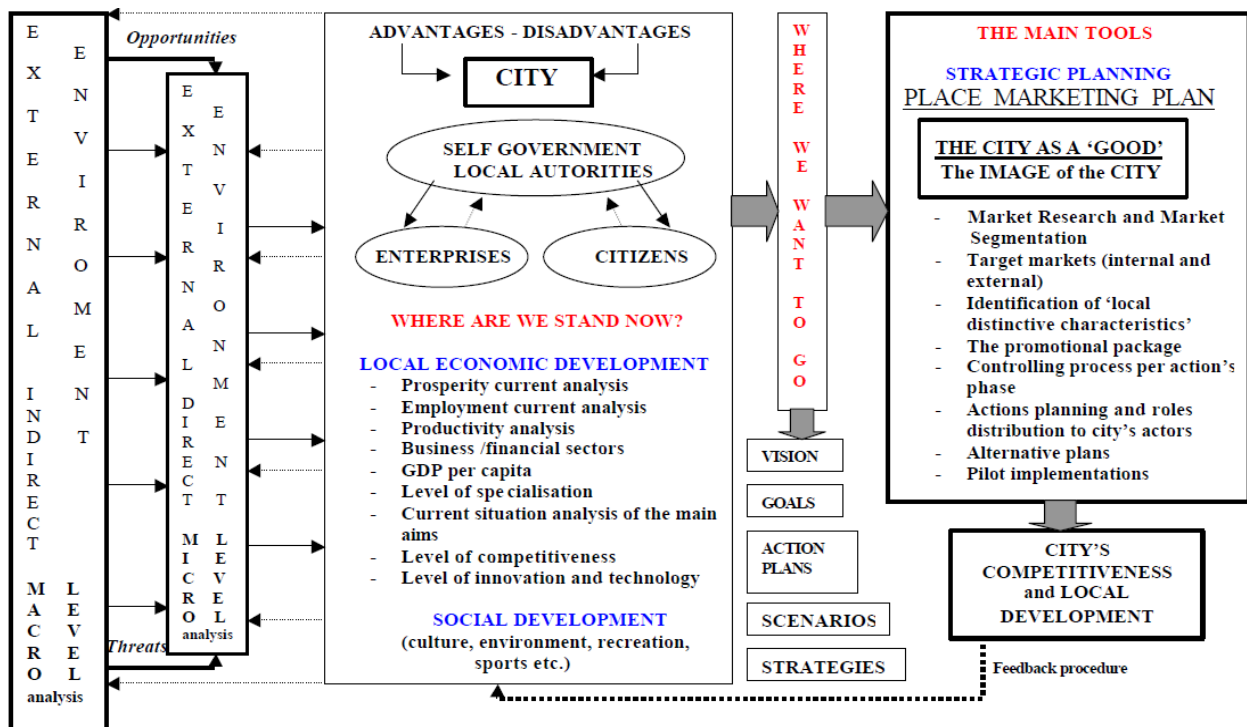 EXTERNAL INDIRECT
ENVIROMENT
MACRO
LEVEL
analysis
Opportunities
EXTERNAL DIRECT
ENVIRONMENT
MICRO
LEVEL
analysis
Threats
ADVANTAGES - DISADVANTAGES
CITY
SELF GOVERNMENT
LOCAL AUTORITIES
ENTERPRISES
CITIZENS
WHERE ARE WE STAND NOW?
LOCAL ECONOMIC DEVELOPMENT
- Prosperity current analysis
- Employment current analysis
- Productivity analysis
- Business /financial sectors
- GDP per capita
- Level of specialisation
- Current situation analysis of the main
aims
- Level of competitiveness
- Level of innovation and technology
SOCIAL DEVELOPMENT
(culture, environment, recreation,
sports etc.)
WHERE WE WANT TO GO
VISION
GOALS
ACTION
PLANS
SCENARIOS
STRATEGIES
THE MAIN TOOLS
STRATEGIC PLANNING
PLACE MARKETING PLAN
THE CITY AS A ‘GOOD’
The IMAGE of the CITY
- Market Research and Market
Segmentation
- Target markets (internal and
external)
- Identification of ‘local
distinctive characteristics’
- The promotional package
- Controlling process per action’s
phase
- Actions planning and roles
distribution to city’s actors
- Alternative plans
- Pilot implementations
CITY’S
COMPETITIVENESS
and LOCAL
DEVELOPMENT
Feedback procedure